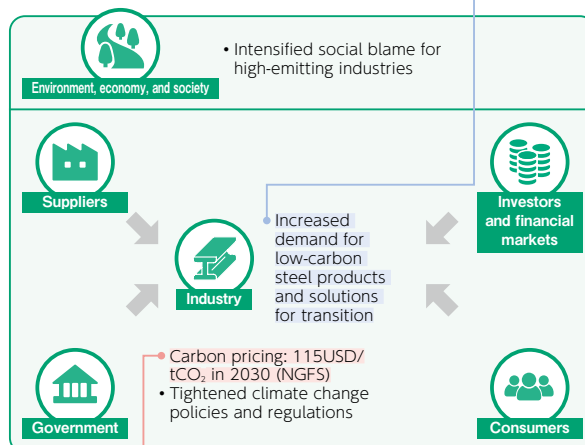 • Intensified social blame for
high-emitting industries
Environment, economy, and society
Suppliers
Investors
and financial
markets
Increased
demand for
low-carbon
steel products
and solutions
for transition
Industry
Carbon pricing: 115USD/
tCO₂ in 2030 (NGFS)
• Tightened climate change
policies and regulations
Government
Consumers